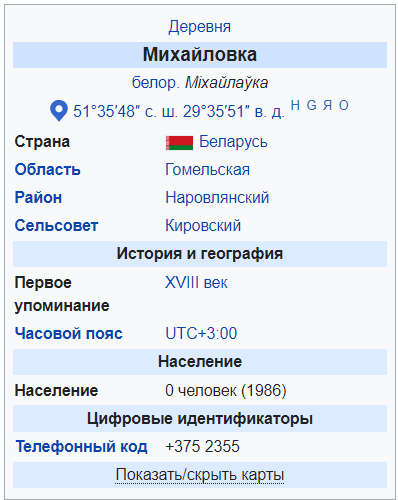 Деревня
Михайловка
белор. Міхайлаўка
51°35′48″ с. ш. 29°35′51″ в. д. H G Я O
Страна Беларусь
Область Гомельская
Район Наровлянский
Сельсовет Кировский
История и география
Первое XVIII век
упоминание
Часовой пояс UTC+3:00
Население
Население 0 человек (1986)
Цифровые идентификаторы
Телефонный код +375 2355
Показать/скрыть карты